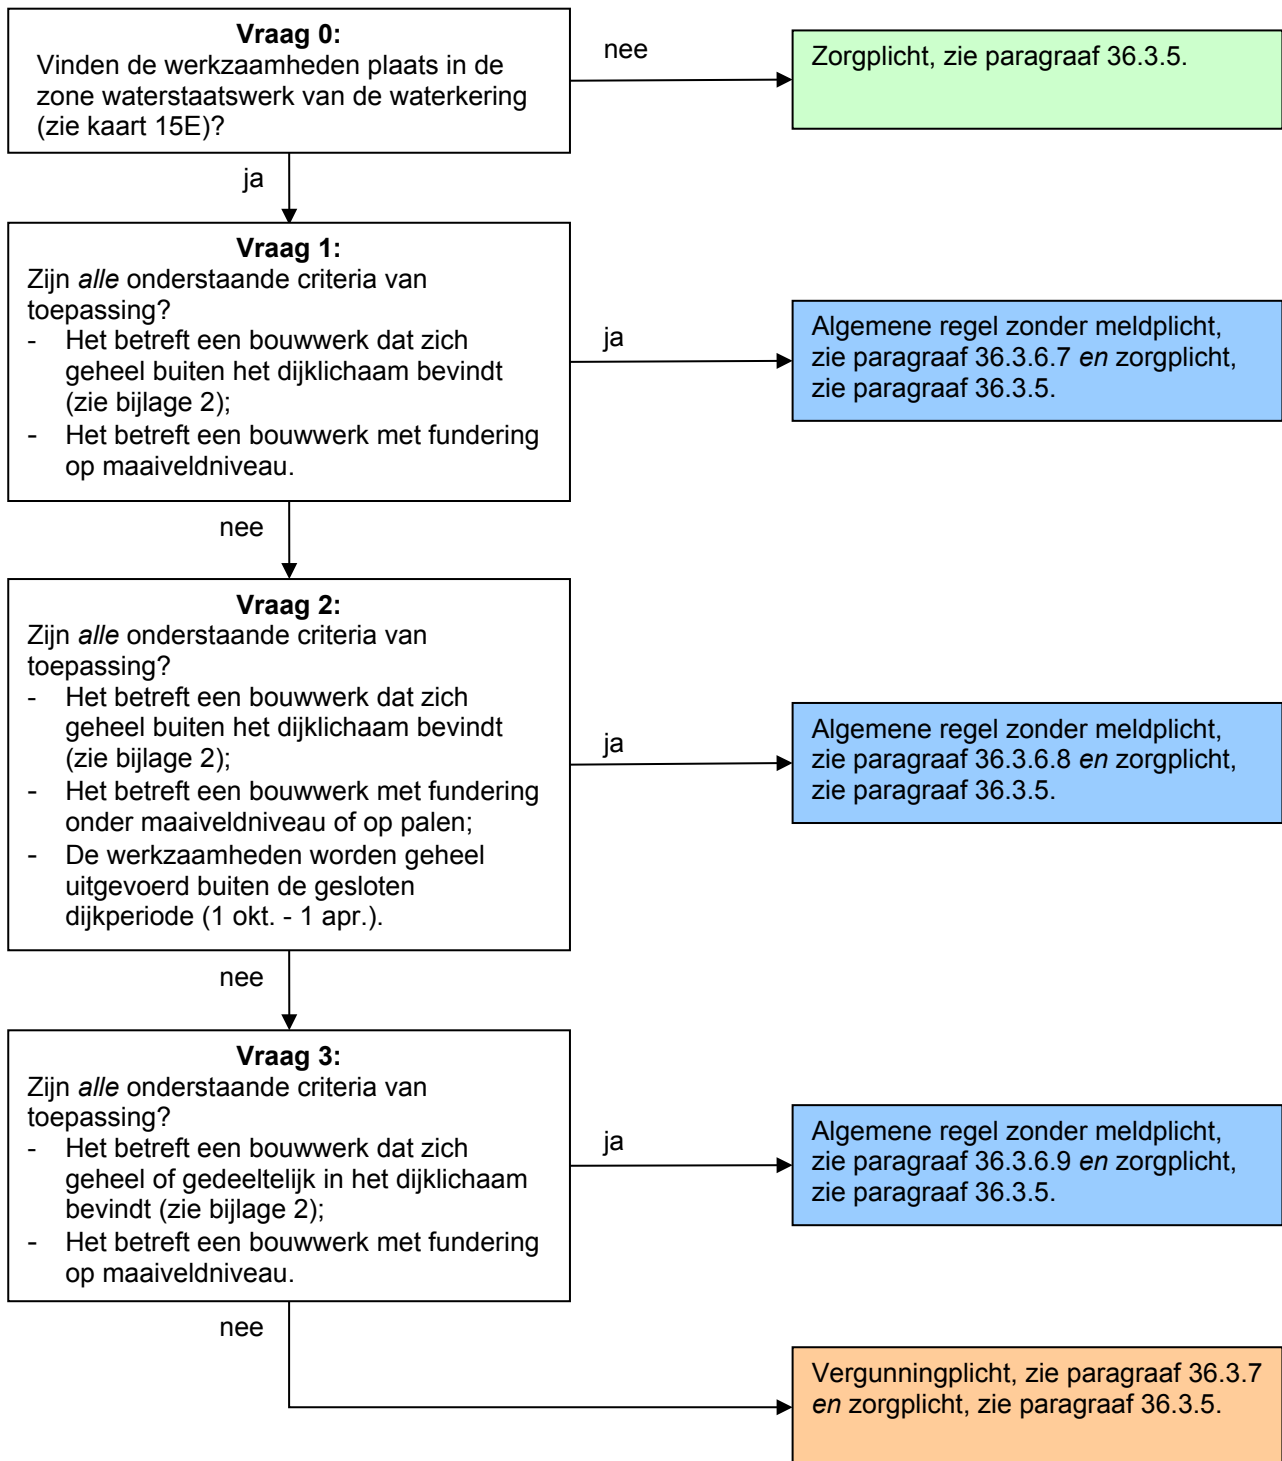 Vraag 0:
Vinden de werkzaamheden plaats in de
zone waterstaatswerk van de waterkering
(zie kaart 15E)?
nee
Zorgplicht, zie paragraaf 36.3.5.
ja
Vraag 1:
Zijn alle onderstaande criteria van
toepassing?
- Het betreft een bouwwerk dat zich
geheel buiten het dijklichaam bevindt
(zie bijlage 2);
- Het betreft een bouwwerk met fundering
op maaiveldniveau.
ja
Algemene regel zonder meldplicht,
zie paragraaf 36.3.6.7 en zorgplicht,
zie paragraaf 36.3.5.
nee
Vraag 2:
Zijn alle onderstaande criteria van
toepassing?
- Het betreft een bouwwerk dat zich
geheel buiten het dijklichaam bevindt
(zie bijlage 2);
- Het betreft een bouwwerk met fundering
onder maaiveldniveau of op palen;
- De werkzaamheden worden geheel
uitgevoerd buiten de gesloten
dijkperiode (1 okt. - 1 apr.).
ja
Algemene regel zonder meldplicht,
zie paragraaf 36.3.6.8 en zorgplicht,
zie paragraaf 36.3.5.
nee
Vraag 3:
Zijn alle onderstaande criteria van
toepassing?
- Het betreft een bouwwerk dat zich
geheel of gedeeltelijk in het dijklichaam
bevindt (zie bijlage 2);
- Het betreft een bouwwerk met fundering
op maaiveldniveau.
ja
Algemene regel zonder meldplicht,
zie paragraaf 36.3.6.9 en zorgplicht,
zie paragraaf 36.3.5.
nee
Vergunningplicht, zie paragraaf 36.3.7
en zorgplicht, zie paragraaf 36.3.5.